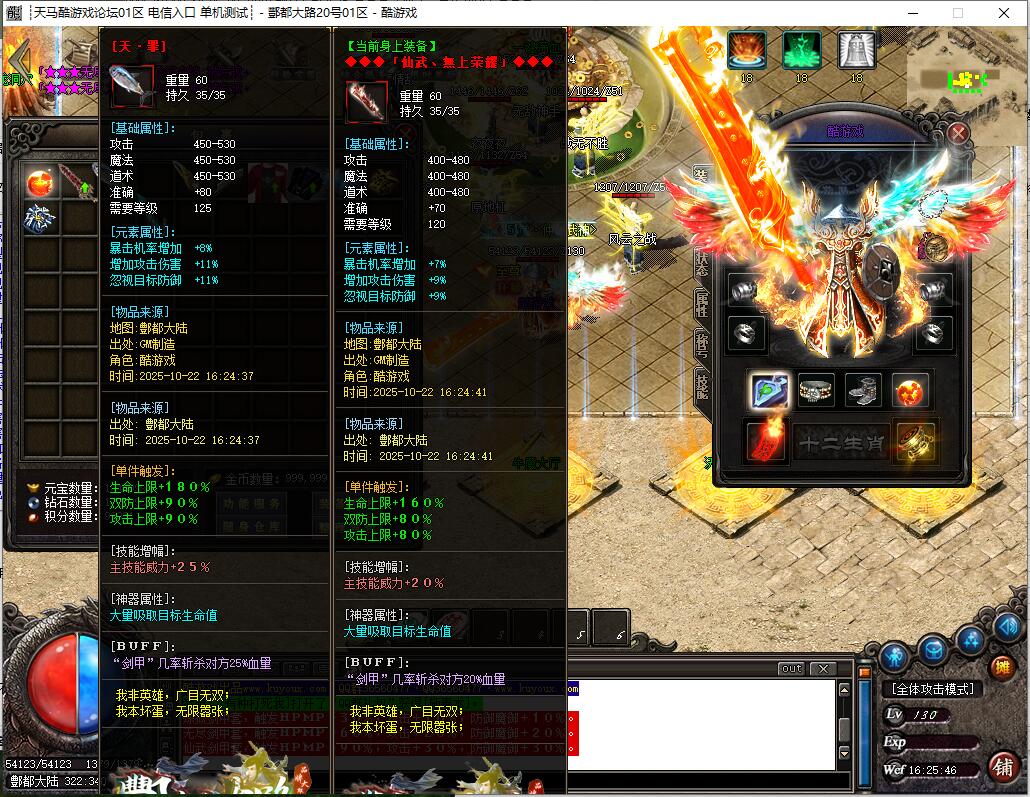 天马酷游戏论坛01区 电信入口 单机测试] - 酆都大路20号01区 - 酷游戏
[天·罪]
重量 60
持久 35/35
[基础属性]:
攻击 450-530
魔法 450-530
道术 450-530
准确 +80
需要等级 125
[元素属性]:
暴击机率增加 +8%
增加攻击伤害 +11%
忽视目标防御 +11%
[物品来源]
地图:酆都大陆
出处:GM制造
角色:酷游戏
时间:2025-10-22 16:24:37
[物品来源]
出处: 酆都大陆
时间: 2025-10-22 16:24:37
[单件触发]:
生命上限+180%
双防上限+90%
攻击上限+90%
[技能增幅]:
主技能威力+25%
[神器属性]:
大量吸取目标生命值
[BUFF]:
“剑甲”几率斩杀对方25%血量
我非英雄，广目无双；
我本坏蛋，无限嚣张；
【当前身上装备】
◆◆◆「仙武、無上荣耀」◆◆◆
重量 60
持久 35/35
[基础属性]:
攻击 400-480
魔法 400-480
道术 400-480
准确 +70
需要等级 120
[元素属性]:
暴击机率增加 +7%
增加攻击伤害 +9%
忽视目标防御 +9%
[物品来源]
地图:酆都大陆
出处:GM制造
角色:酷游戏
时间:2025-10-22 16:24:41
[物品来源]
出处: 酆都大陆
时间: 2025-10-22 16:24:41
[单件触发]:
生命上限+160%
双防上限+80%
攻击上限+80%
[技能增幅]:
主技能威力+20%
[神器属性]:
大量吸取目标生命值
[BUFF]:
“剑甲”几率斩杀对方20%血量
我非英雄，广目无双；
我本坏蛋，无限嚣张；
元宝数量:
钻石数量:
积分数量:
18 18 18
风云之战
酷游戏
状态
属性
称号
技能
十二生肖
5 6
out
[全体攻击模式]
Lv 130
Exp
Wef 16:25:46
摊
铺
54123/54123
酆都大陆 322:34